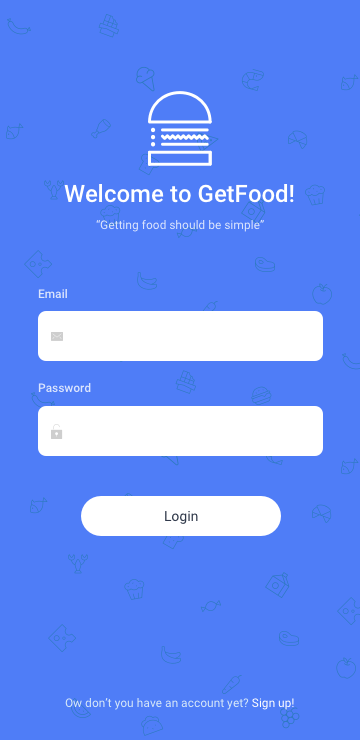 Welcome to GetFood!
“Getting food should be simple”
Email
Password
Login
Ow don’t you have an account yet? Sign up!